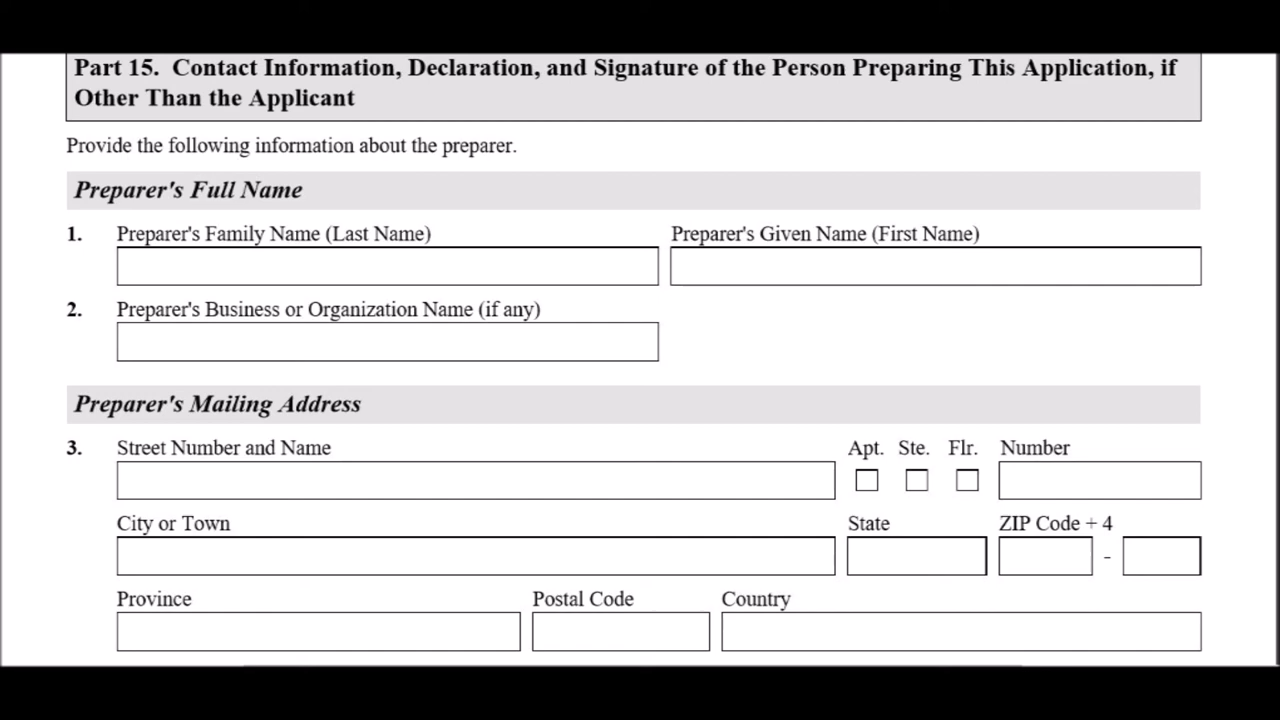 Part 15. Contact Information, Declaration, and Signature of the Person Preparing This Application, if
Other Than the Applicant
Provide the following information about the preparer.
Preparer's Full Name
1. Preparer's Family Name (Last Name) Preparer's Given Name (First Name)
2. Preparer's Business or Organization Name (if any)
Preparer's Mailing Address
3. Street Number and Name Apt. Ste. Flr. Number
City or Town State ZIP Code + 4
-
Province Postal Code Country